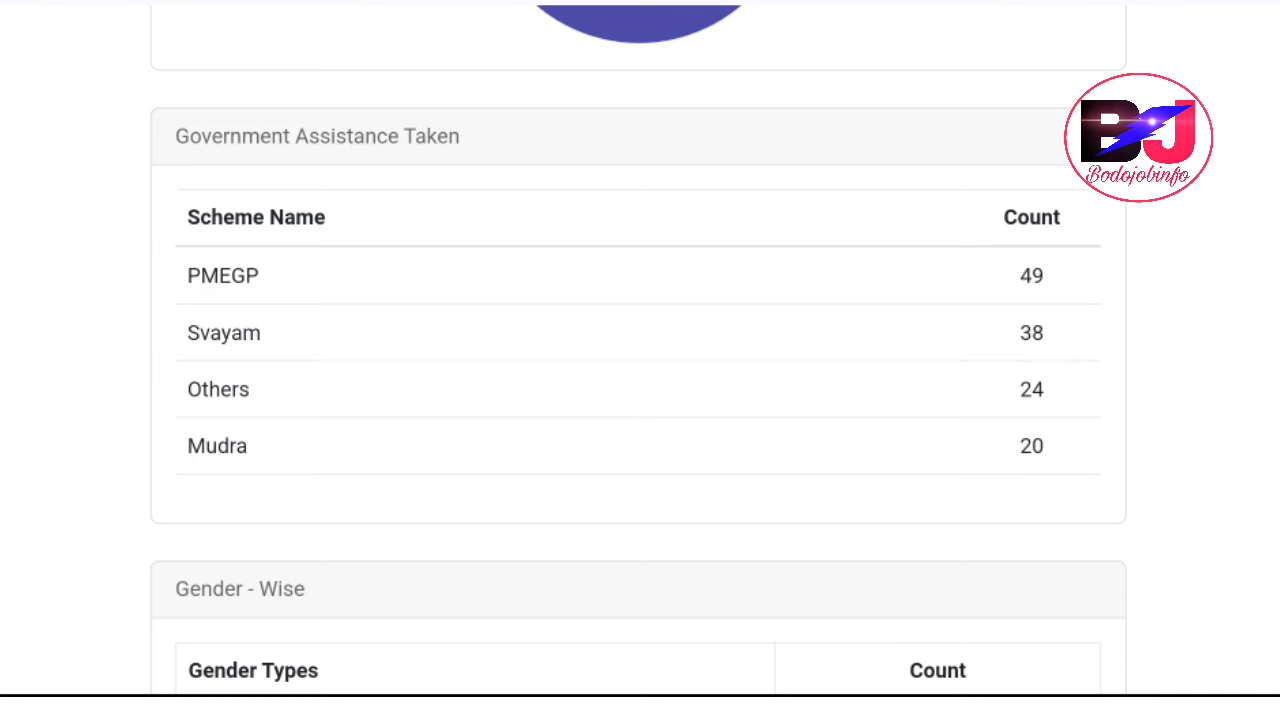 BJ
Bodojobinfo
Government Assistance Taken
Scheme Name Count
PMEGP 49
Svayam 38
Others 24
Mudra 20
Gender - Wise
Gender Types Count